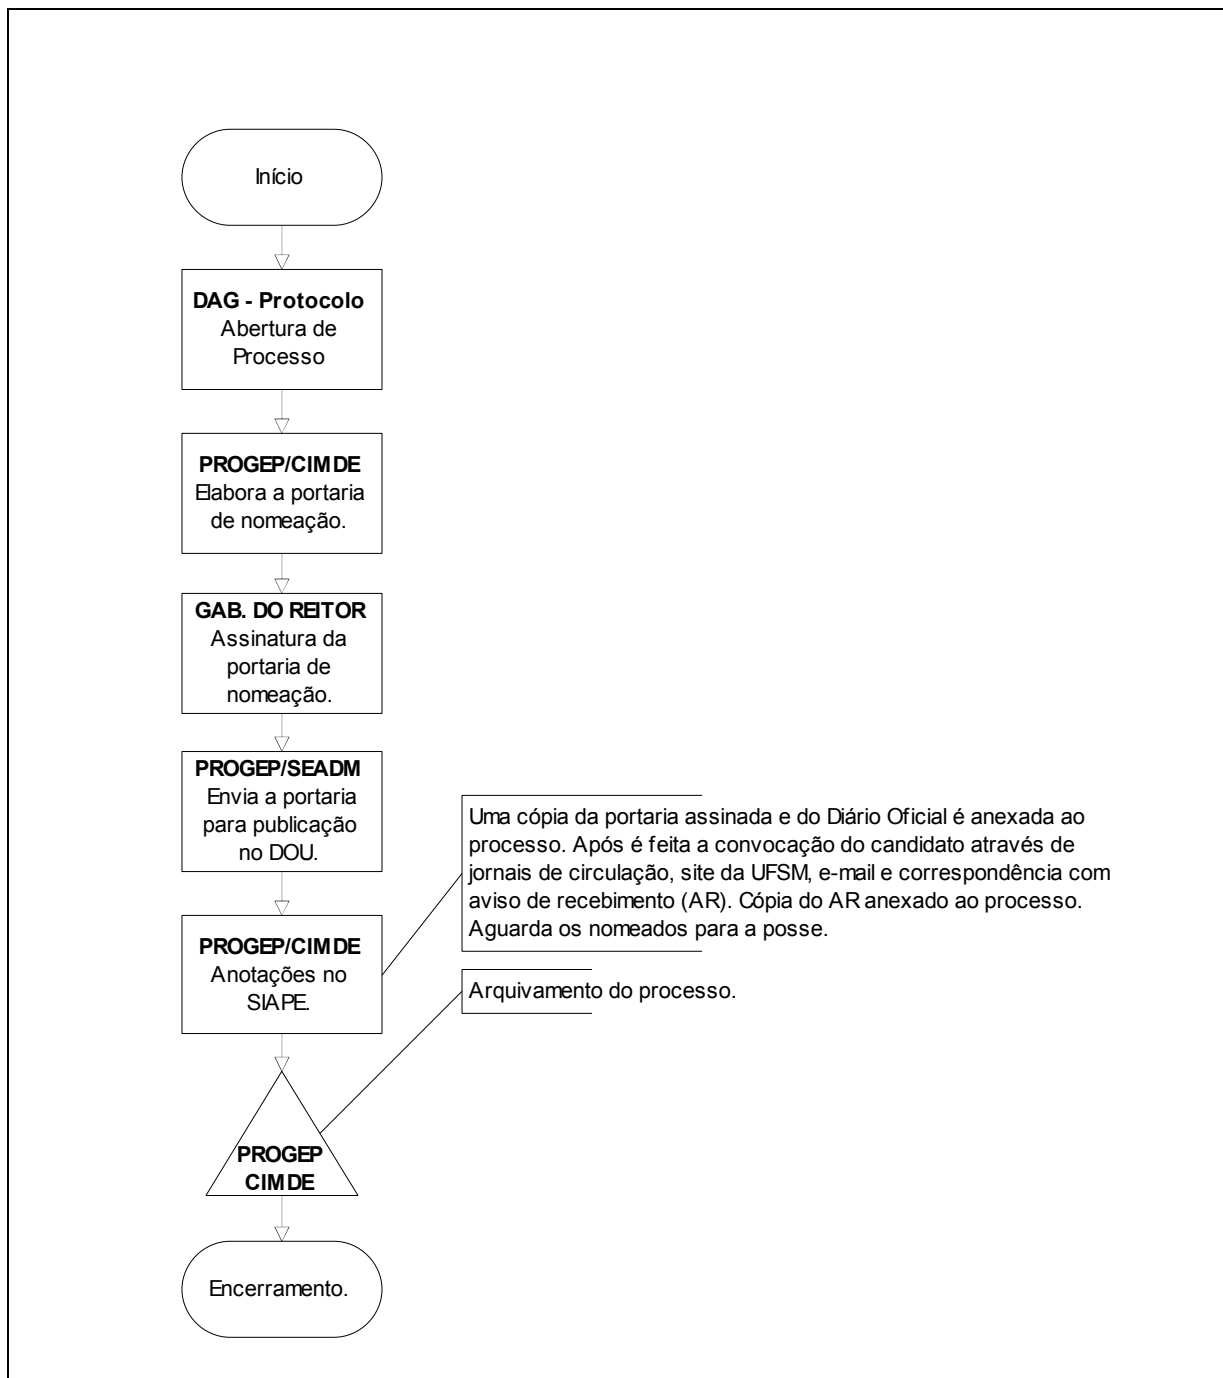 Início
DAG - Protocolo
Abertura de
Processo
PROGEP/CIMDE
Elabora a portaria
de nomeação.
GAB. DO REITOR
Assinatura da
portaria de
nomeação.
PROGEP/SEADM
Envia a portaria
para publicação
no DOU.
Uma cópia da portaria assinada e do Diário Oficial é anexada ao
processo. Após é feita a convocação do candidato através de
jornais de circulação, site da UFSM, e-mail e correspondência com
aviso de recebimento (AR). Cópia do AR anexado ao processo.
Aguarda os nomeados para a posse.
PROGEP/CIMDE
Anotações no
SIAPE.
Arquivamento do processo.
PROGEP
CIMDE
Encerramento.